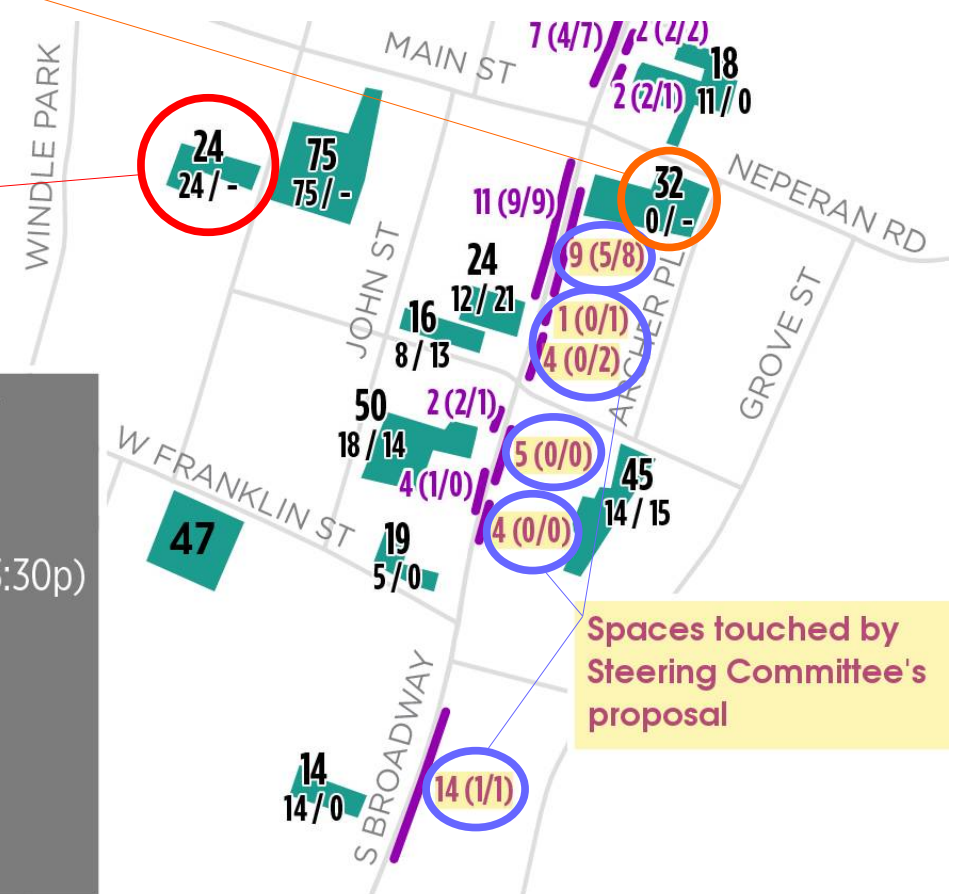 7 (4/7)
2 (2/2)
MAIN ST
18
11 / 0
2 (2/1)
WINDLE PARK
24
24 / -
75
75 / -
NEPERAN RD
32
0 / -
11 (9/9)
9 (5/8)
JOHN ST
24
12 / 21
1 (0/1)
4 (0/2)
16
8 / 13
ARCHER PL
GROVE ST
2 (2/1)
50
18 / 14
5 (0/0)
W FRANKLIN ST
4 (1/0)
45
14 / 15
4 (0/0)
47
19
5 / 0
:30p)
Spaces touched by
Steering Committee's
proposal
S BROADWAY
14
14 / 0
14 (1/1)